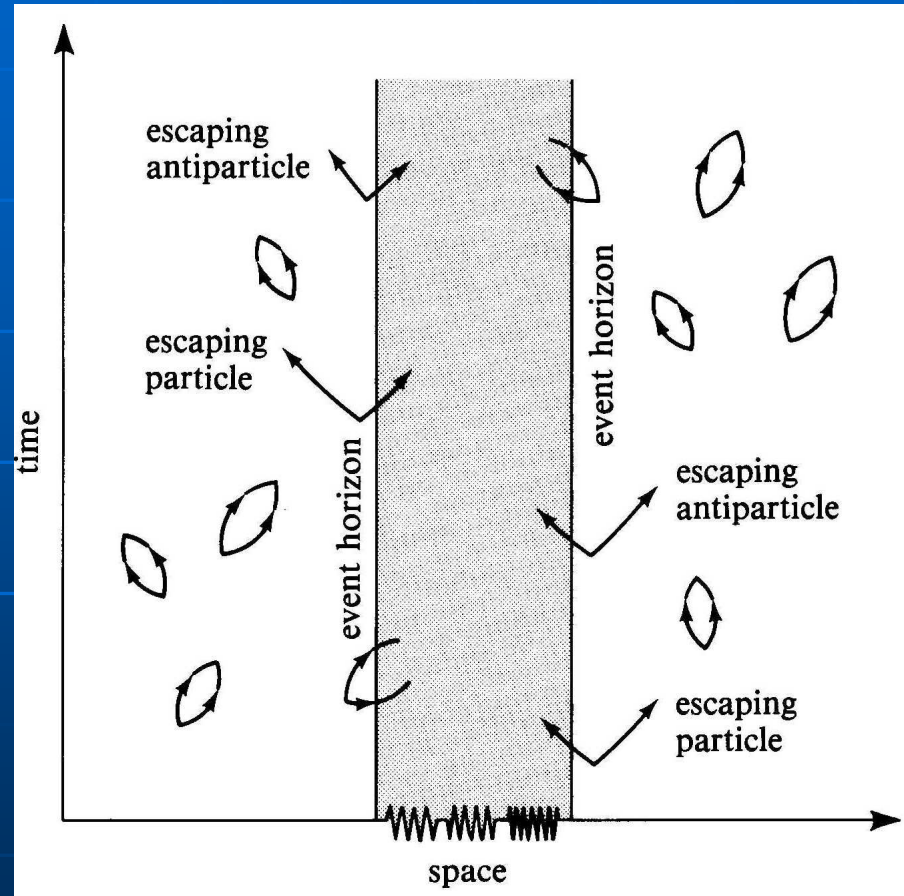 escaping
antiparticle
escaping
particle
time
event horizon
event horizon
escaping
antiparticle
escaping
particle
space